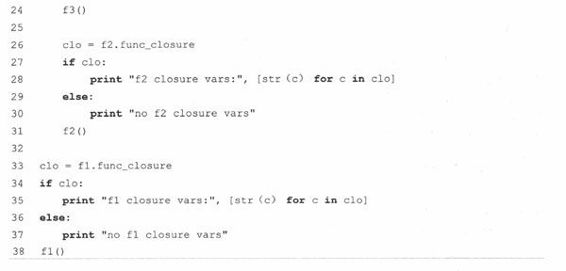 24 f3()
25
26 clo = f2.func_closure
27 if clo:
28 print "f2 closure vars:", [str(c) for c in clo]
29 else:
30 print "no f2 closure vars"
31 f2()
32
33 clo = f1.func_closure
34 if clo:
35 print "f1 closure vars:", [str(c) for c in clo]
36 else:
37 print "no f1 closure vars"
38 f1()